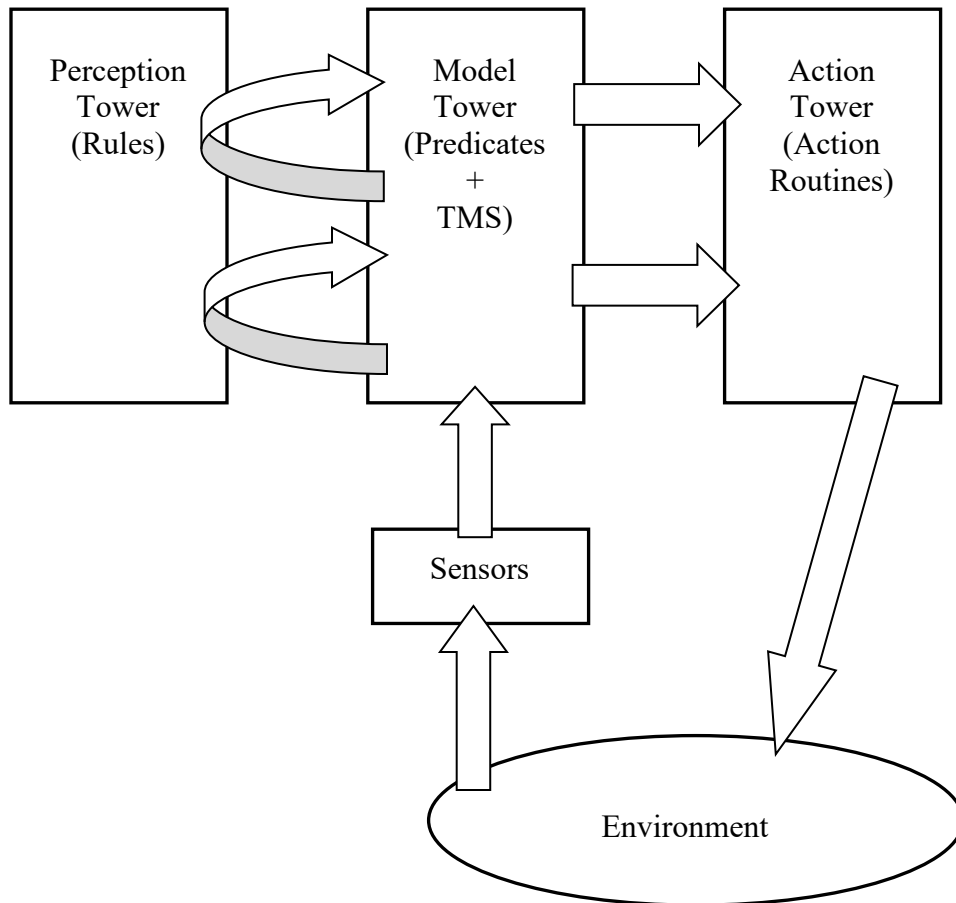 Perception
Tower
(Rules)
Model
Tower
(Predicates
+
TMS)
Action
Tower
(Action
Routines)
Sensors
Environment